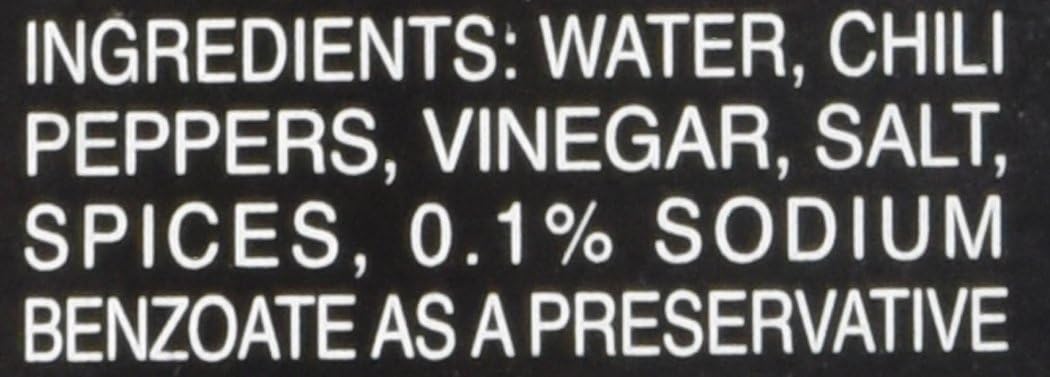 INGREDIENTS: WATER, CHILI
PEPPERS, VINEGAR, SALT,
SPICES, 0.1% SODIUM
BENZOATE AS A PRESERVATIVE